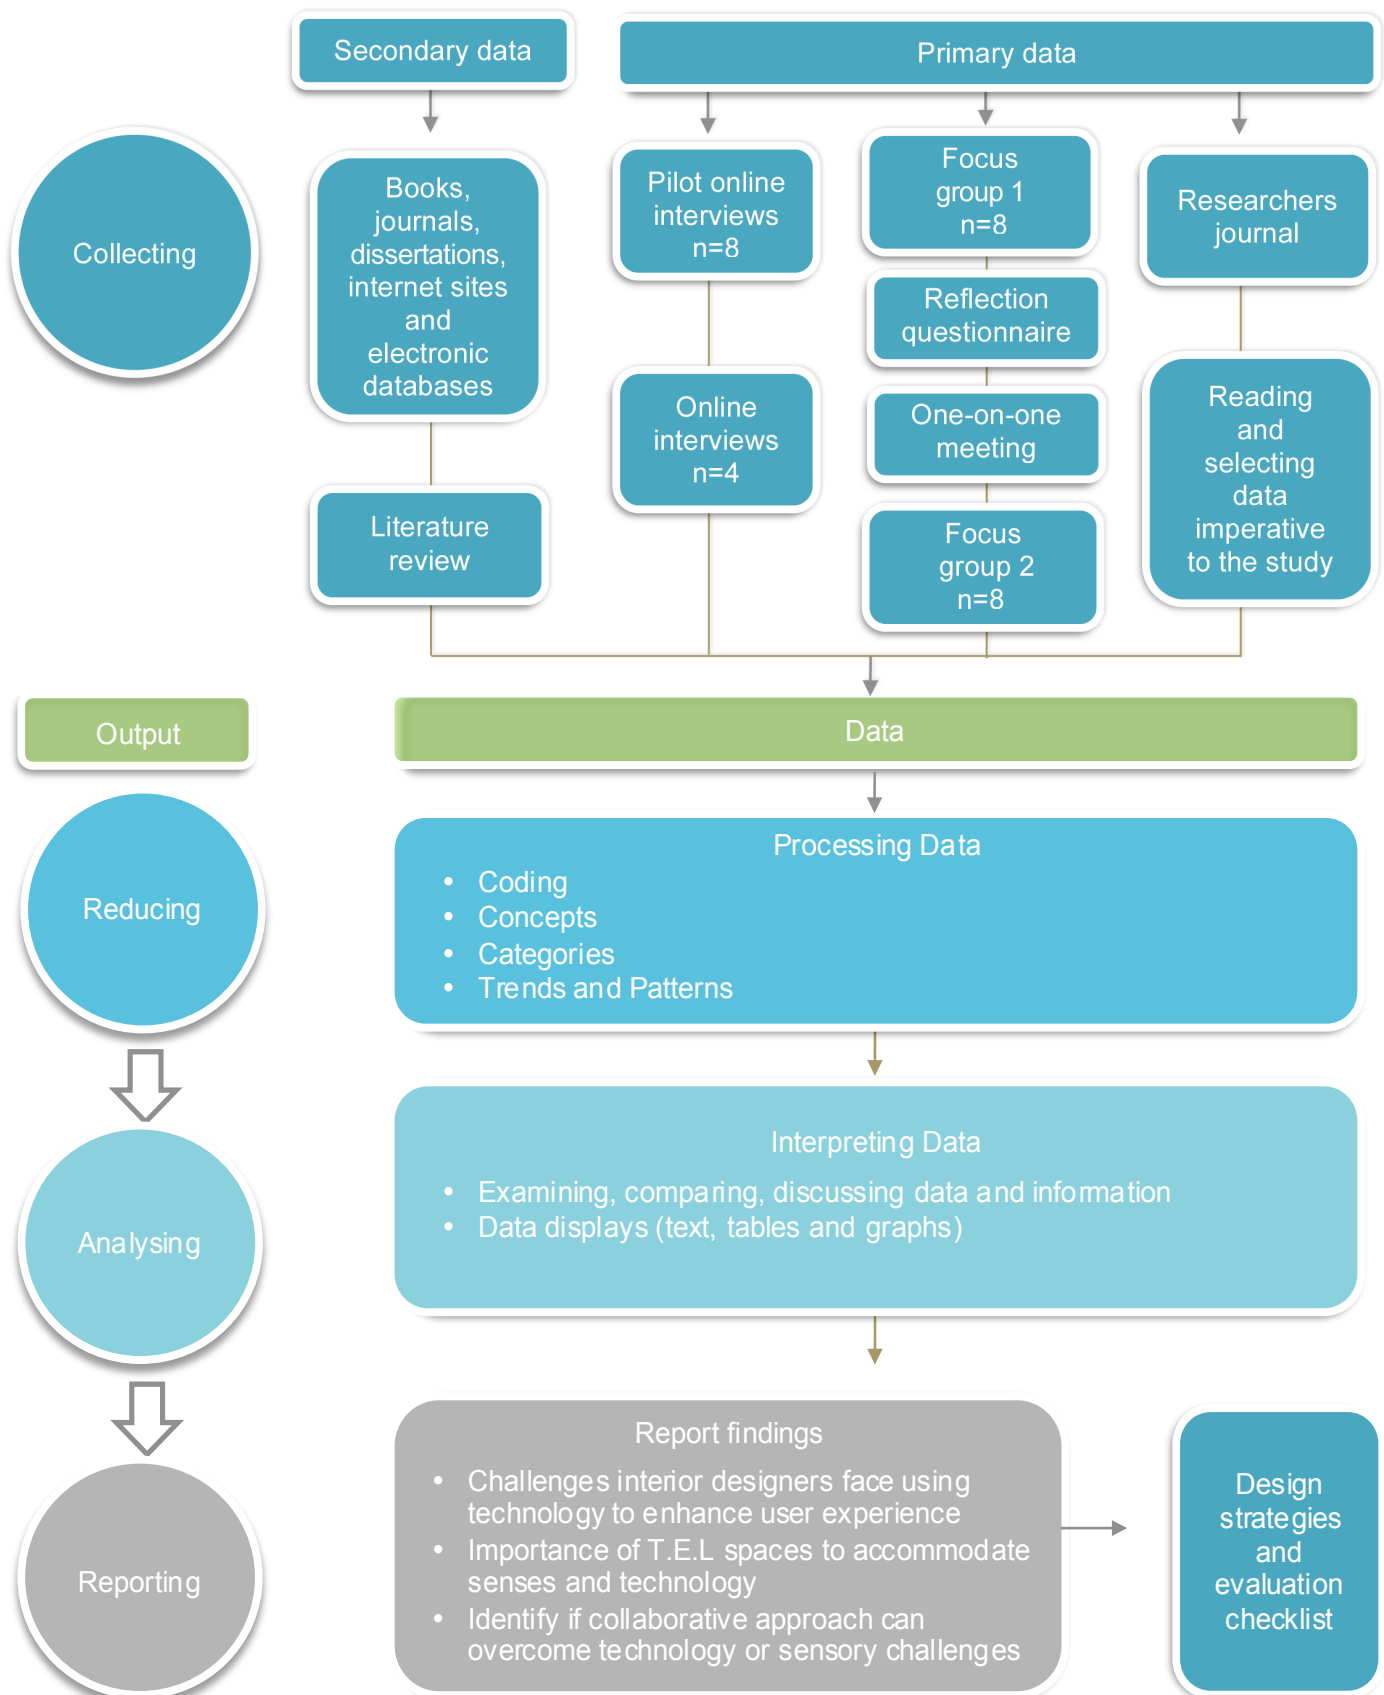 Secondary data
Primary data
Collecting
Books,
journals,
dissertations,
internet sites
and
electronic
databases
Literature
review
Pilot online
interviews
n=8
Online
interviews
n=4
Focus
group 1
n=8
Reflection
questionnaire
One-on-one
meeting
Focus
group 2
n=8
Researchers
journal
Reading
and
selecting
data
imperative
to the study
Output
Data
Reducing
Processing Data
• Coding
• Concepts
• Categories
• Trends and Patterns
Analysing
Interpreting Data
• Examining, comparing, discussing data and information
• Data displays (text, tables and graphs)
Reporting
Report findings
• Challenges interior designers face using
technology to enhance user experience
• Importance of T.E.L spaces to accommodate
senses and technology
• Identify if collaborative approach can
overcome technology or sensory challenges
Design
strategies
and
evaluation
checklist